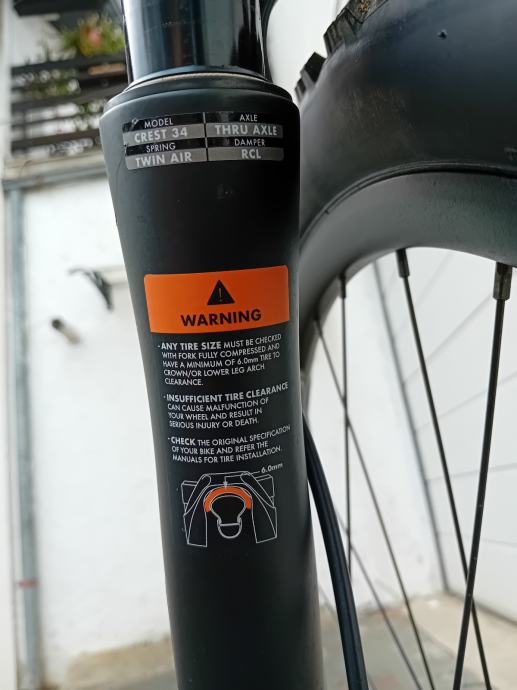 MODEL AXLE
CREST 34 THRU AXLE
SPRING DAMPER
TWIN AIR RCL
WARNING
· ANY TIRE SIZE MUST BE CHECKED
WITH FORK FULLY COMPRESSED AND
HAVE A MINIMUM OF 6.0mm TIRE TO
CROWN/OR LOWER LEG ARCH
CLEARANCE.
· INSUFFICIENT TIRE CLEARANCE
CAN CAUSE MALFUNCTION OF
YOUR WHEEL AND RESULT IN
SERIOUS INJURY OR DEATH.
· CHECK THE ORIGINAL SPECIFICATION
OF YOUR BIKE AND REFER THE
MANUALS FOR TIRE INSTALLATION.
6.0mm